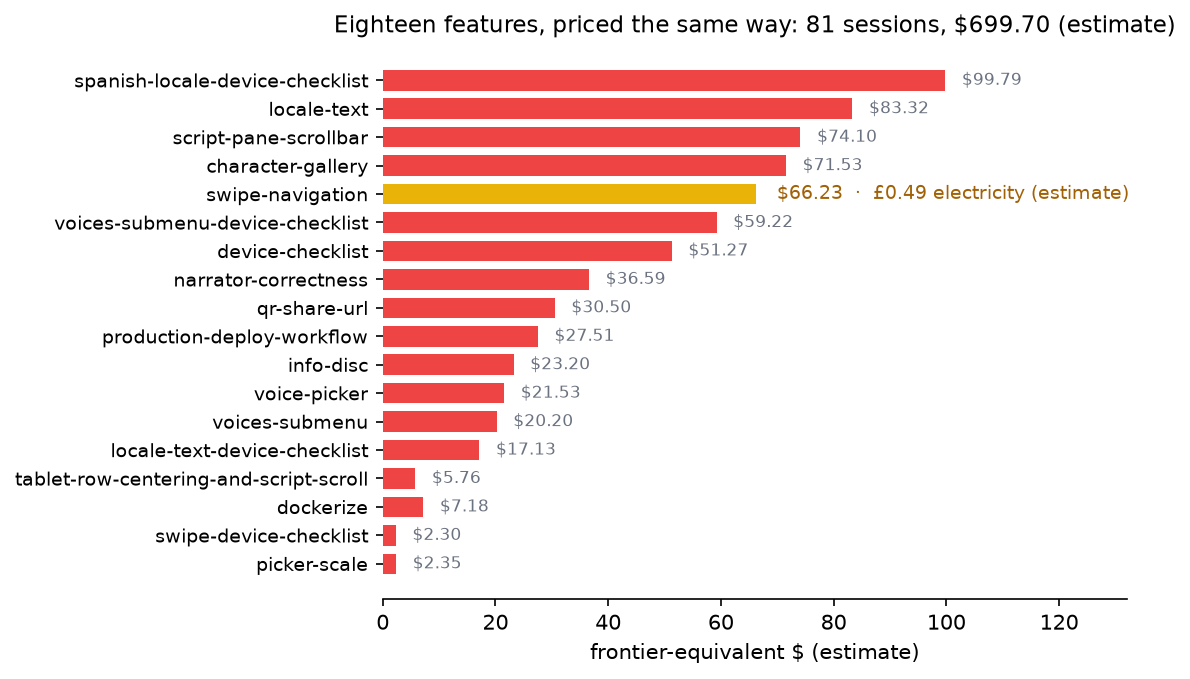 Eighteen features, priced the same way: 81 sessions, $699.70 (estimate)
spanish-locale-device-checklist $99.79
locale-text $83.32
script-pane-scrollbar $74.10
character-gallery $71.53
swipe-navigation $66.23 · £0.49 electricity (estimate)
voices-submenu-device-checklist $59.22
device-checklist $51.27
narrator-correctness $36.59
qr-share-url $30.50
production-deploy-workflow $27.51
info-disc $23.20
voice-picker $21.53
voices-submenu $20.20
locale-text-device-checklist $17.13
tablet-row-centering-and-script-scroll $5.76
dockerize $7.18
swipe-device-checklist $2.30
picker-scale $2.35
0 20 40 60 80 100 120
frontier-equivalent $ (estimate)